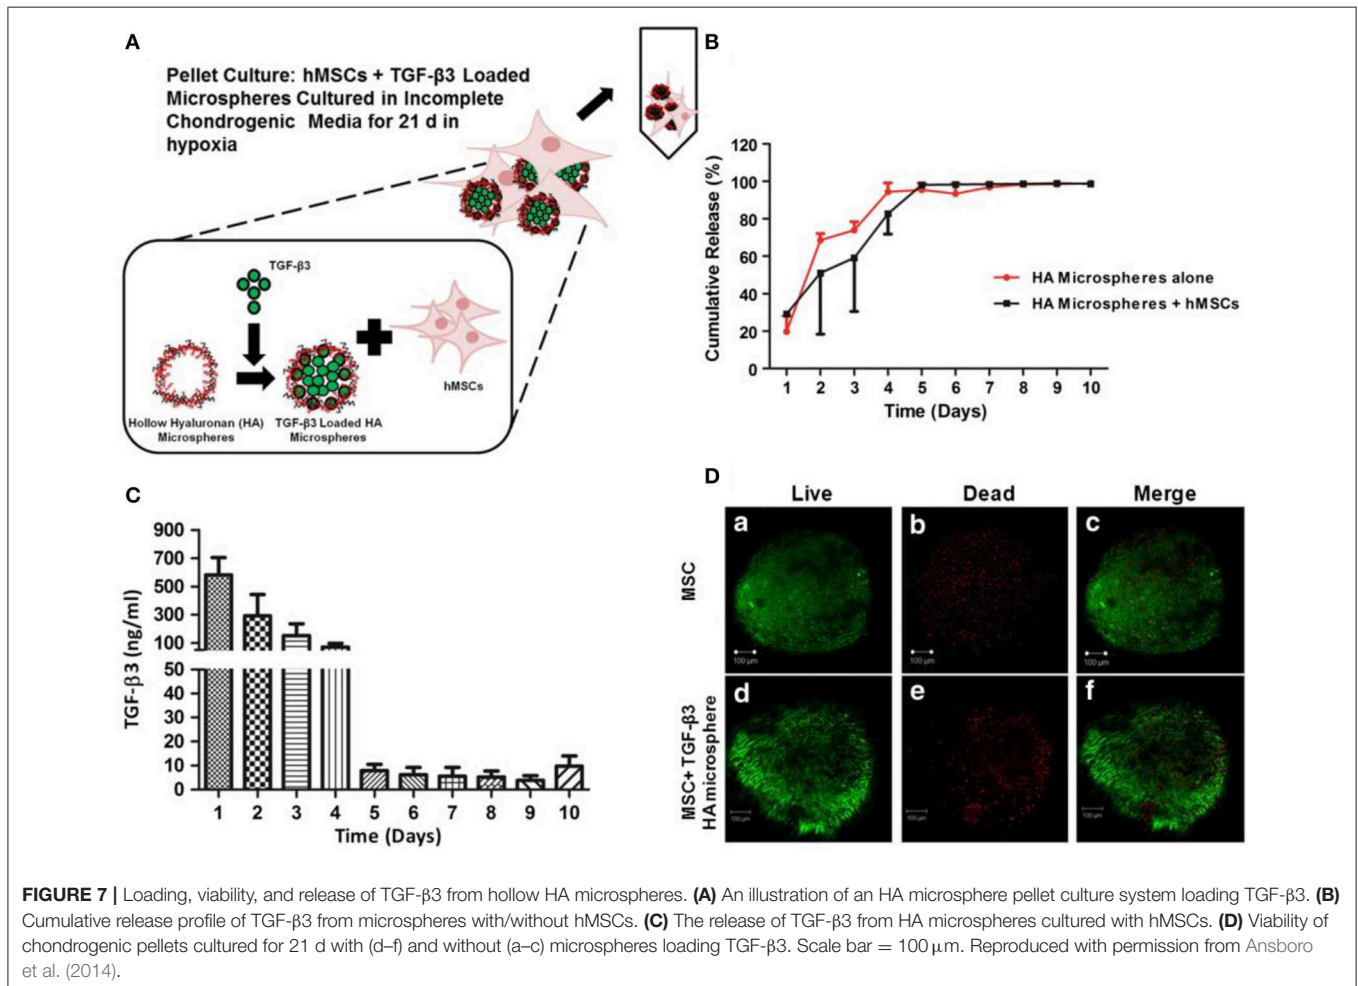 A
Pellet Culture: hMSCs + TGF-β3 Loaded
Microspheres Cultured in Incomplete
Chondrogenic Media for 21 d in
hypoxia
TGF-β3
hMSCs
Hollow Hyaluronan (HA)
Microspheres
TGF-β3 Loaded HA
Microspheres
B
Cumulative Release (%)
120
100
80
60
40
20
0
HA Microspheres alone
HA Microspheres + hMSCs
1 2 3 4 5 6 7 8 9 10
Time (Days)
C
TGF-β3 (ng/ml)
900
700
500
300
100
50
40
30
20
10
0
1 2 3 4 5 6 7 8 9 10
Time (Days)
D
Live Dead Merge
MSC
a b c
100 µm 100 µm 100 µm
MSC+ TGF-β3
HA microsphere
d e f
100 µm 100 µm 100 µm
FIGURE 7 | Loading, viability, and release of TGF-β3 from hollow HA microspheres. (A) An illustration of an HA microsphere pellet culture system loading TGF-β3. (B)
Cumulative release profile of TGF-β3 from microspheres with/without hMSCs. (C) The release of TGF-β3 from HA microspheres cultured with hMSCs. (D) Viability of
chondrogenic pellets cultured for 21 d with (d–f) and without (a–c) microspheres loading TGF-β3. Scale bar = 100 µm. Reproduced with permission from Ansboro
et al. (2014).